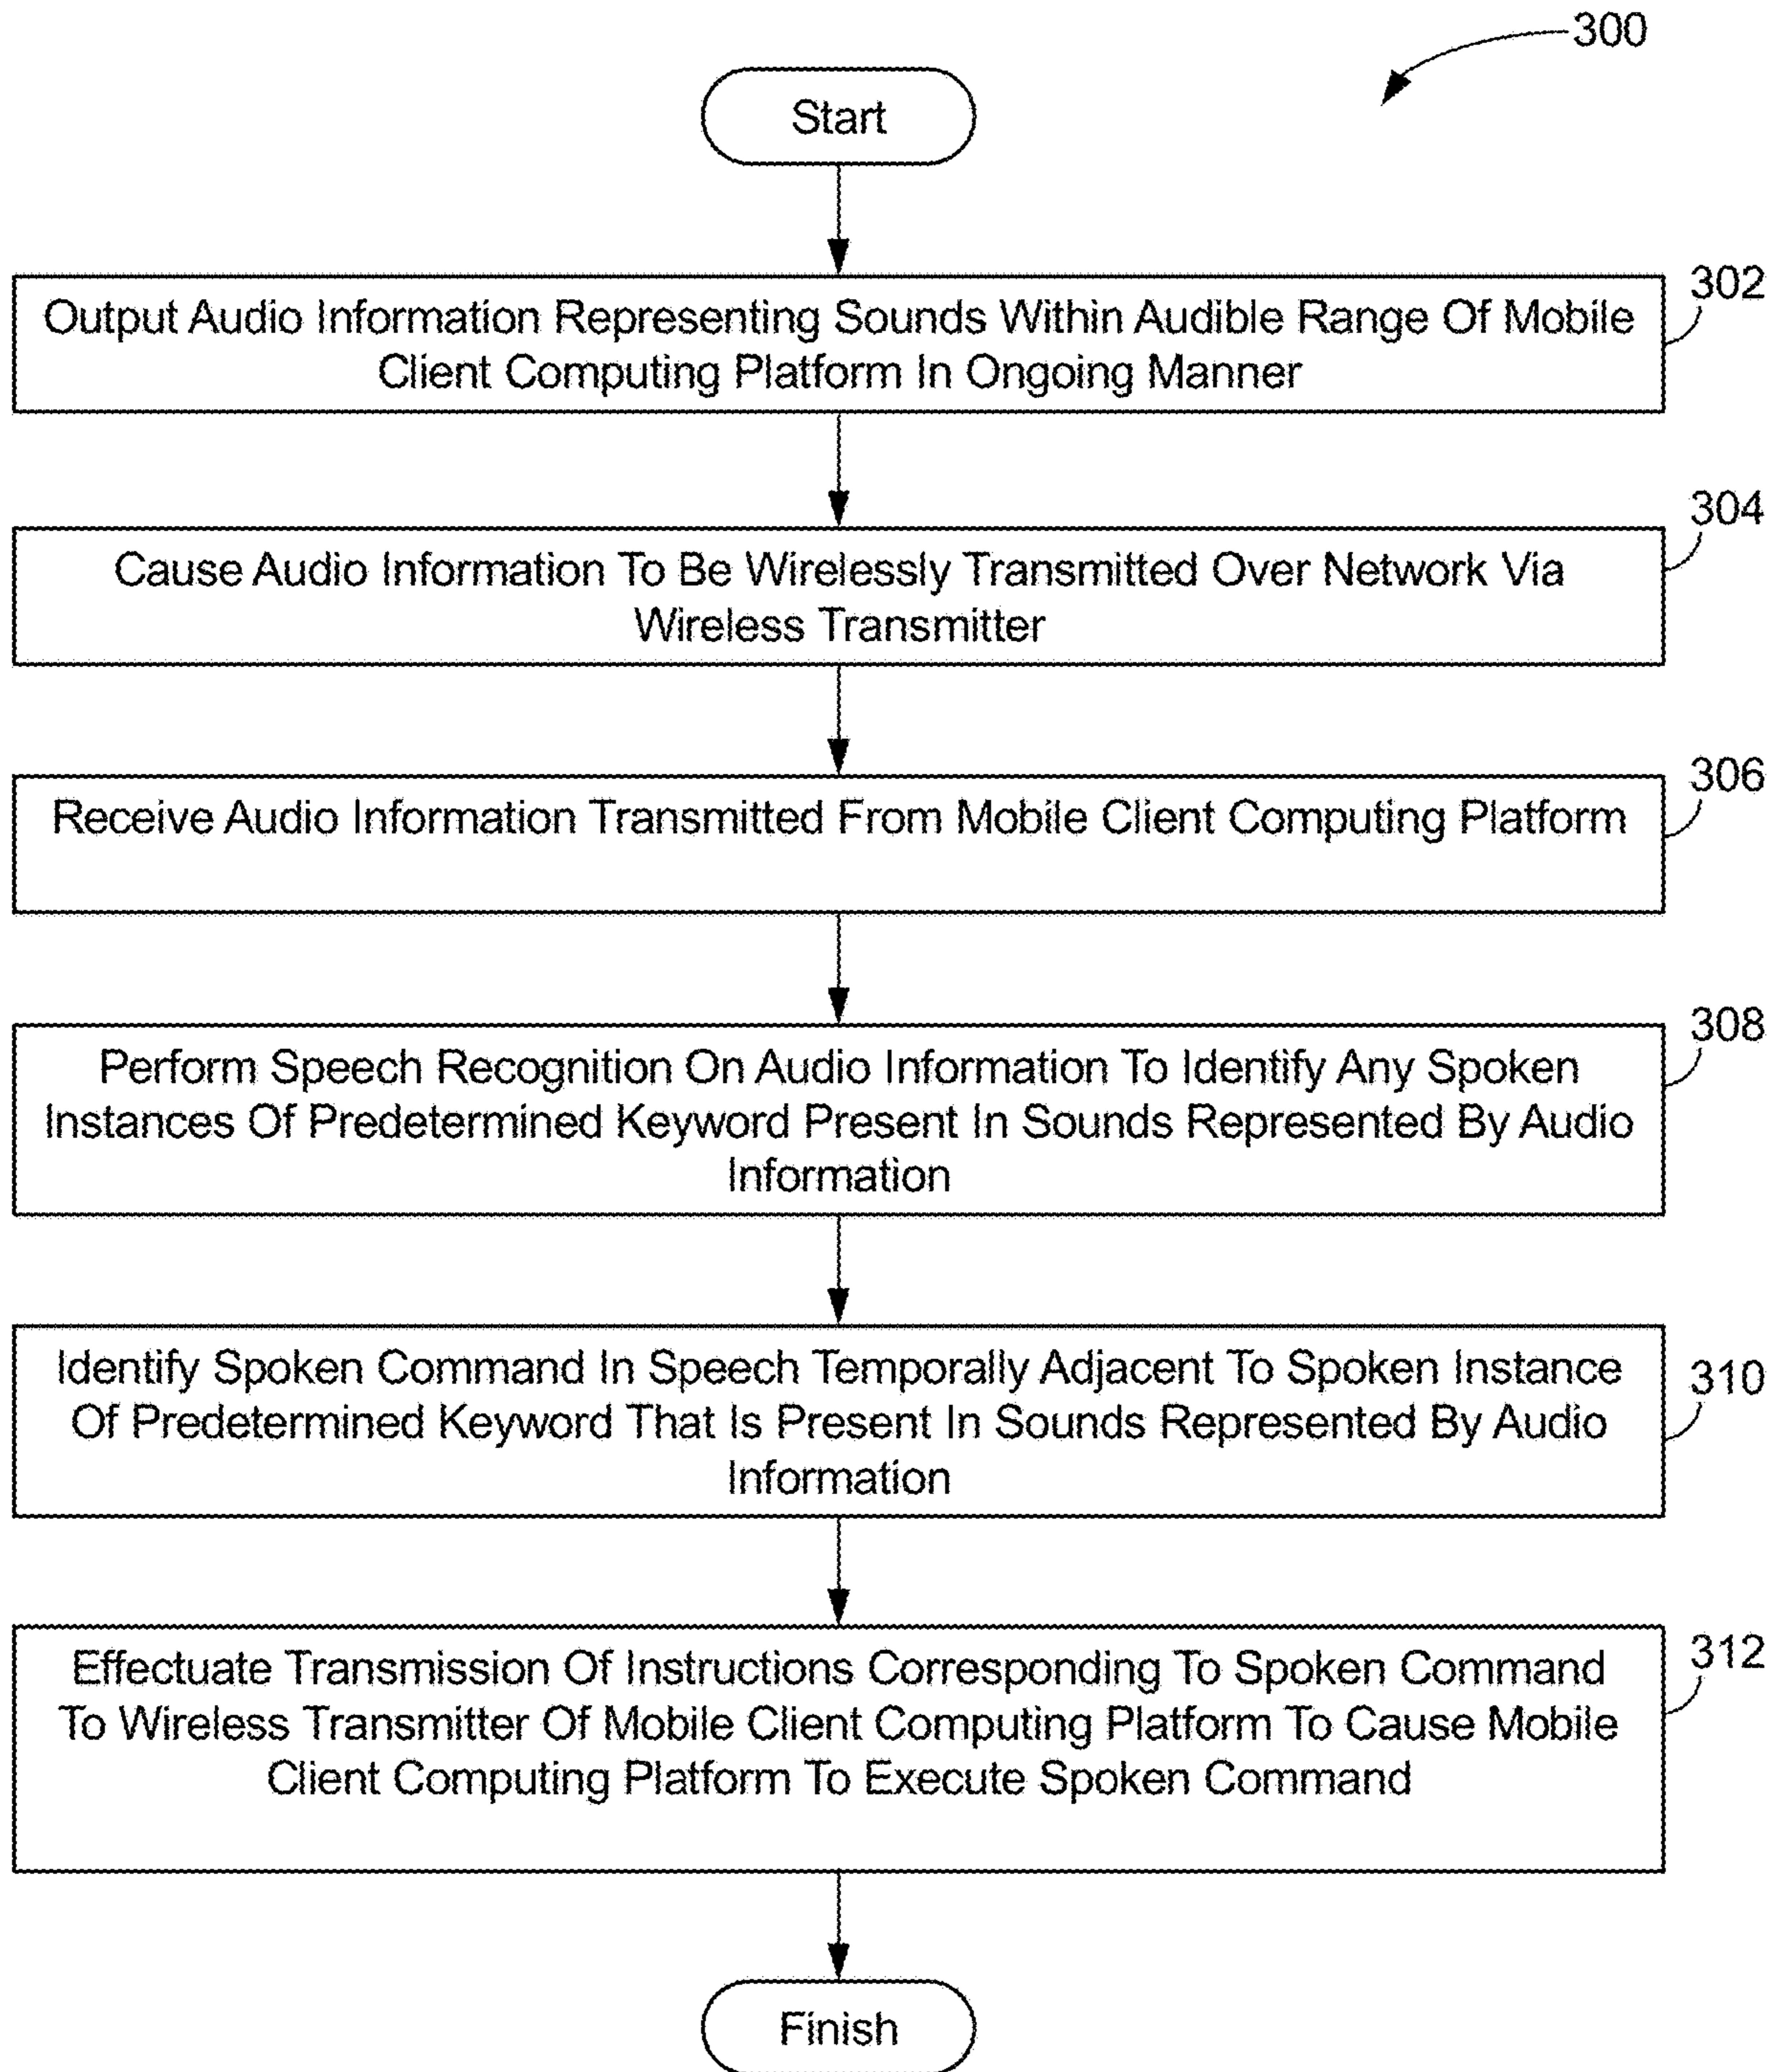 300
Start
302
Output Audio Information Representing Sounds Within Audible Range Of Mobile
Client Computing Platform In Ongoing Manner
304
Cause Audio Information To Be Wirelessly Transmitted Over Network Via
Wireless Transmitter
306
Receive Audio Information Transmitted From Mobile Client Computing Platform
308
Perform Speech Recognition On Audio Information To Identify Any Spoken
Instances Of Predetermined Keyword Present In Sounds Represented By Audio
Information
310
Identify Spoken Command In Speech Temporally Adjacent To Spoken Instance
Of Predetermined Keyword That Is Present In Sounds Represented By Audio
Information
312
Effectuate Transmission Of Instructions Corresponding To Spoken Command
To Wireless Transmitter Of Mobile Client Computing Platform To Cause Mobile
Client Computing Platform To Execute Spoken Command
Finish